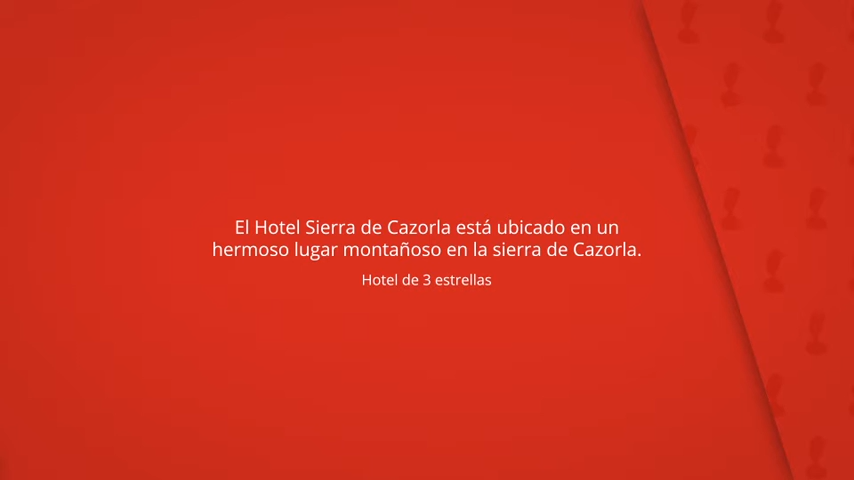 El Hotel Sierra de Cazorla está ubicado en un
hermoso lugar montañoso en la sierra de Cazorla.
Hotel de 3 estrellas